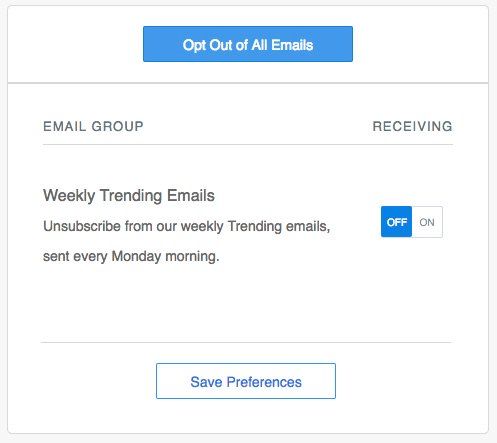 Opt Out of All Emails
EMAIL GROUP RECEIVING
Weekly Trending Emails
Unsubscribe from our weekly Trending emails,
sent every Monday morning.
OFF ON
Save Preferences